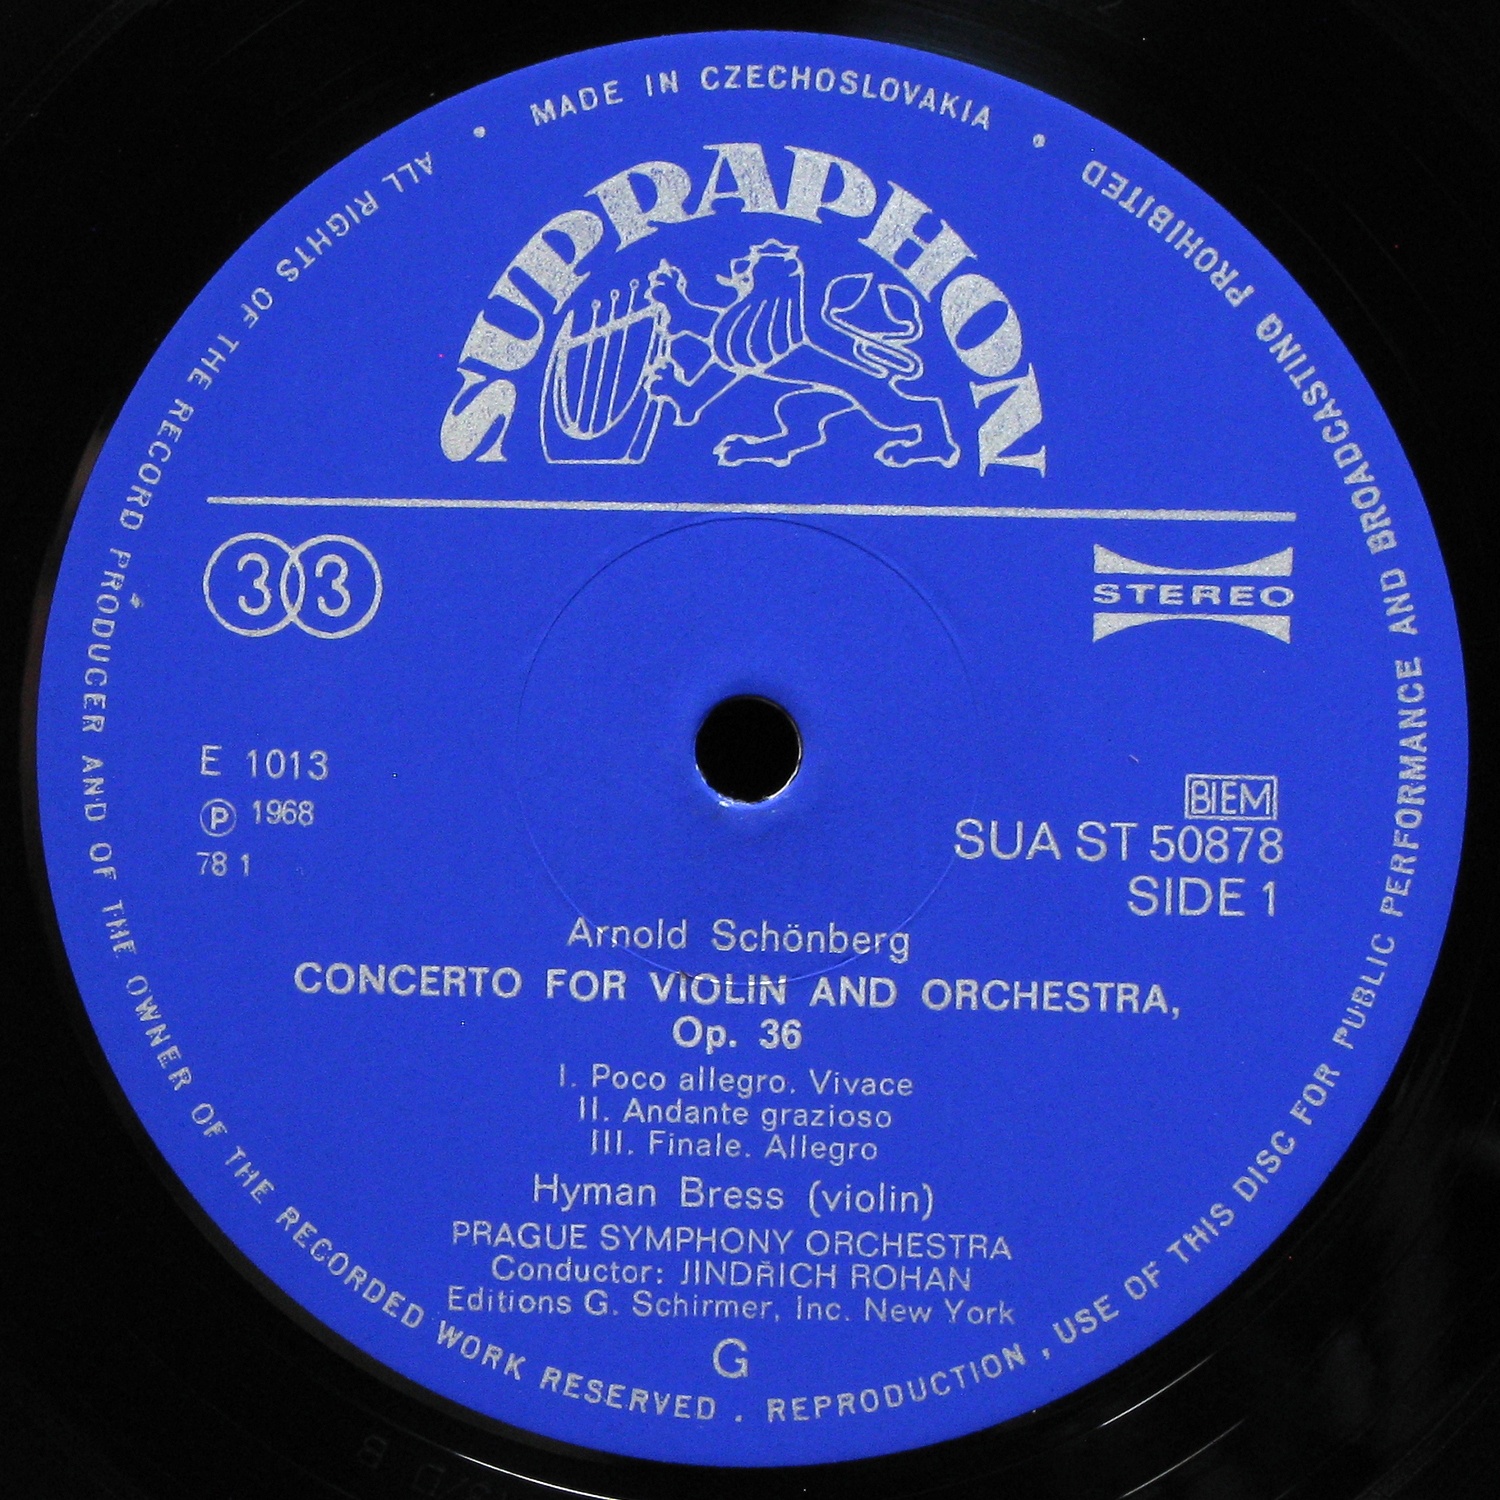 MADE IN CZECHOSLOVAKIA
ALL RIGHTS OF THE RECORD PRODUCER AND OF THE OWNER OF THE RECORDED WORK RESERVED . REPRODUCTION , USE OF THIS DISC FOR PUBLIC PERFORMANCE AND BROADCASTING PROHIBITED
SUPRAPHON
33
STEREO
E 1013
Ⓟ 1968
78 1
BIEM
SUA ST 50878
SIDE 1
Arnold Schönberg
CONCERTO FOR VIOLIN AND ORCHESTRA,
Op. 36
I. Poco allegro. Vivace
II. Andante grazioso
III. Finale. Allegro
Hyman Bress (violin)
PRAGUE SYMPHONY ORCHESTRA
Conductor: JINDŘICH ROHAN
Editions G. Schirmer, Inc. New York
G